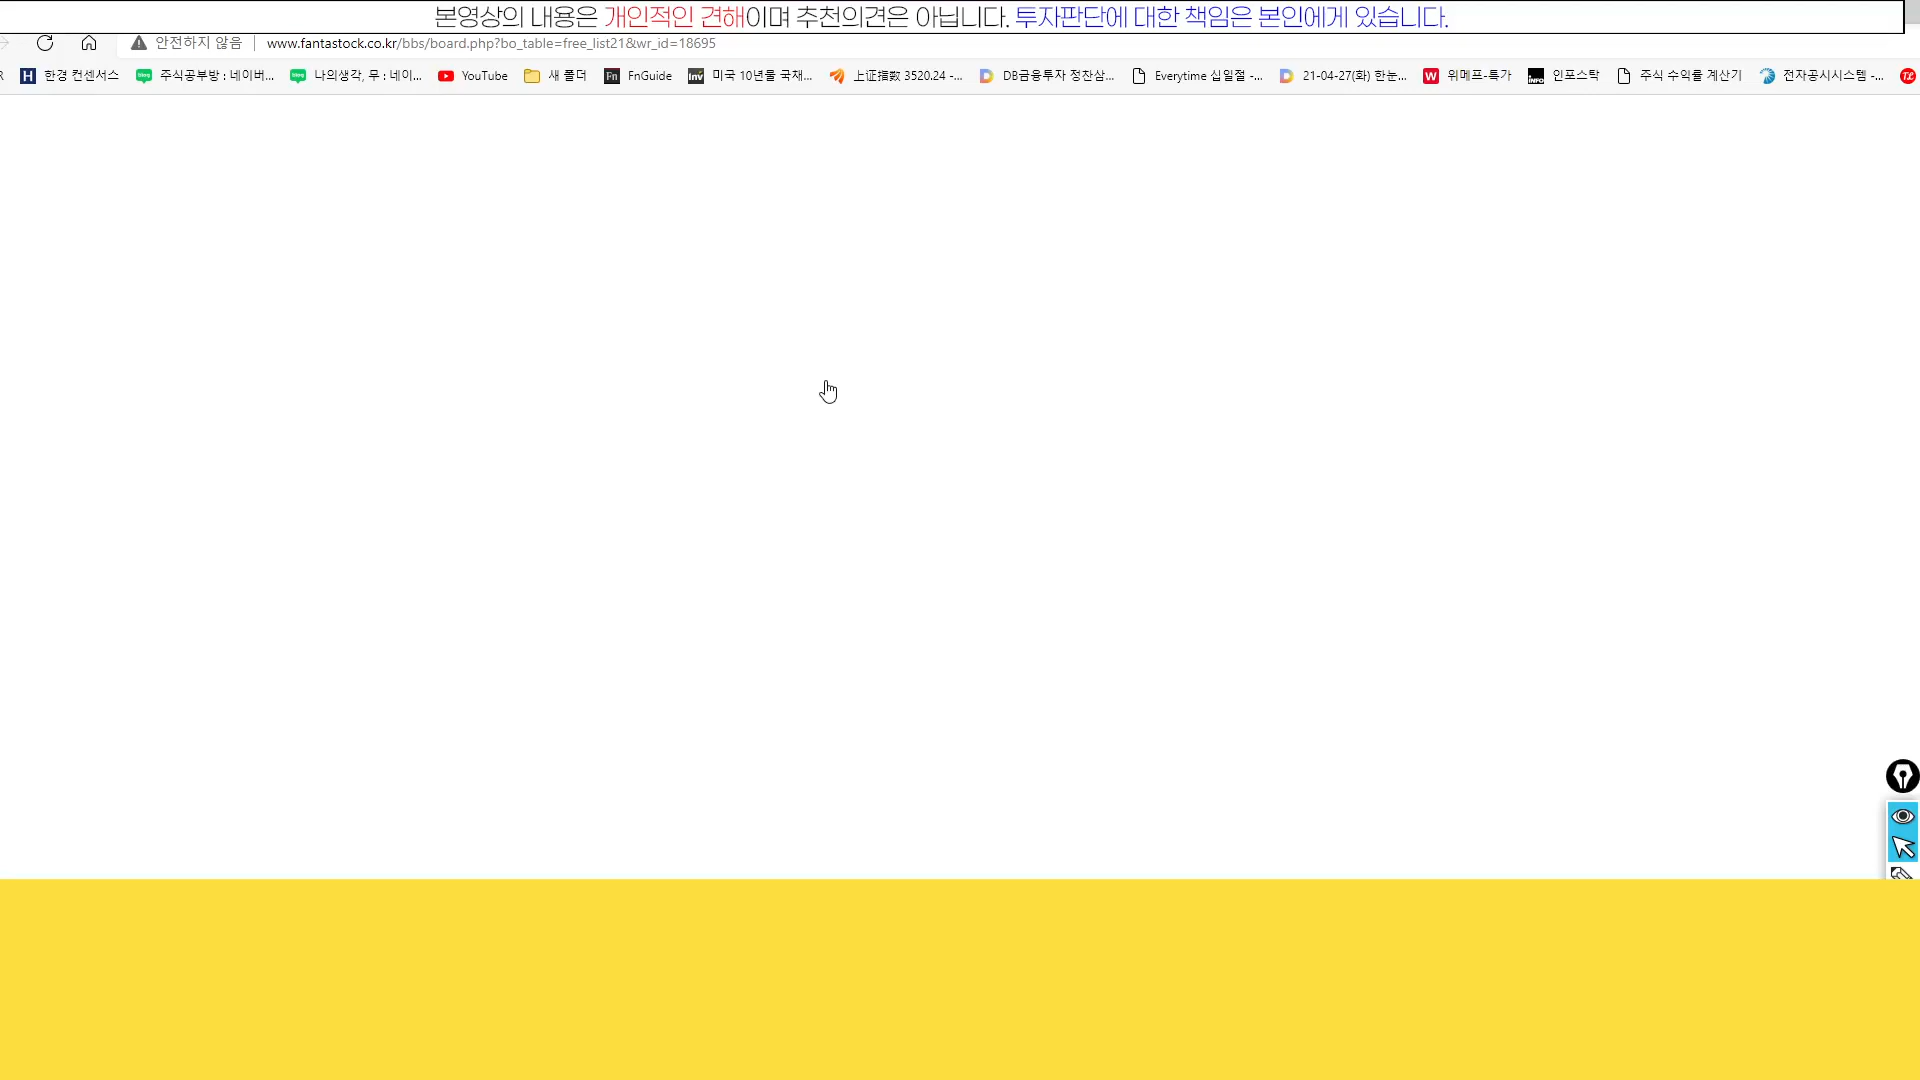 본영상의 내용은 개인적인 견해이며 추천의견은 아닙니다. 투자판단에 대한 책임은 본인에게 있습니다.
안전하지 않음 www.fantastock.co.kr/bbs/board.php?bo_table=free_list21&wr_id=18695
R H 한경 컨센서스 blog 주식공부방 : 네이버... blog 나의생각, 무 : 네이... YouTube 새 폴더 Fn FnGuide Inv 미국 10년물 국채... 上证指数 3520.24 -... DB금융투자 정찬삼... Everytime 십일절 -... 21-04-27(화) 한눈... W 위메프-특가 INFO 인포스탁 주식 수익률 계산기 전자공시시스템 -...